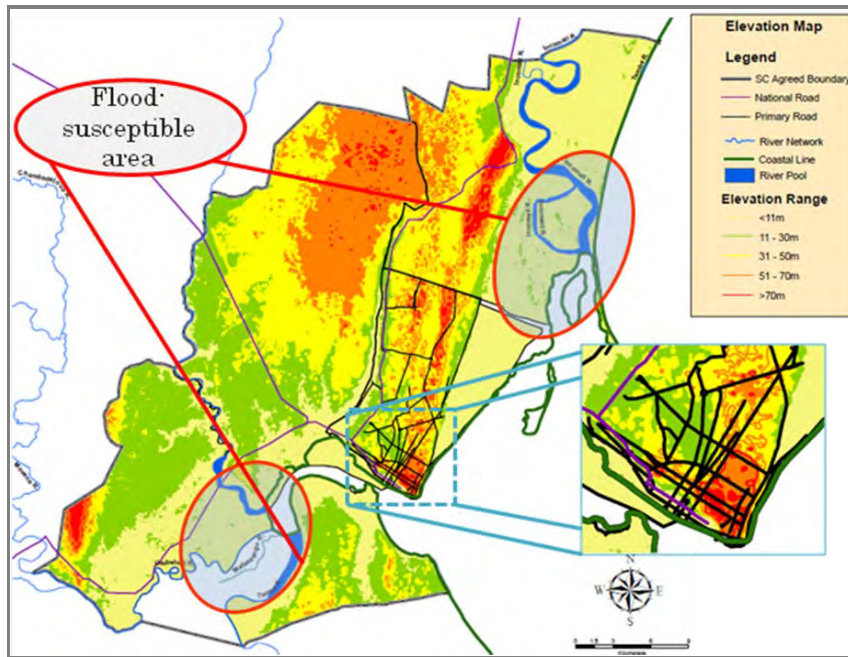 Elevation Map
Legend
SC Agreed Boundary
National Road
Primary Road
River Network
Coastal Line
River Pool
Elevation Range
<11m
11 - 30m
31 - 50m
51 - 70m
>70m
Flood·
susceptible
area
N
W E
S